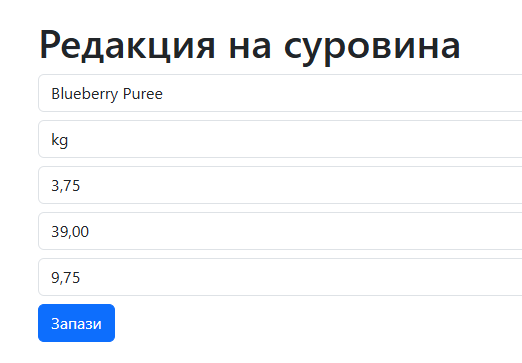 Редакция на суровина
Blueberry Puree
kg
3,75
39,00
9,75
Запази